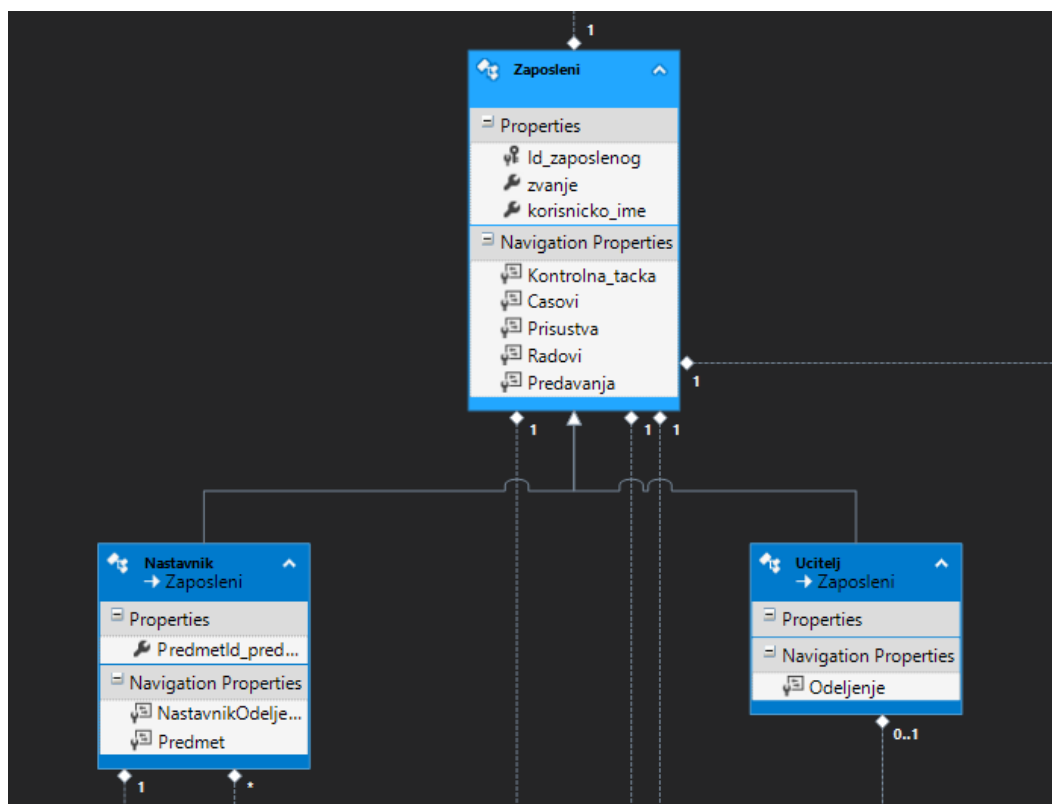 1
Zaposleni
Properties
Id_zaposlenog
zvanje
korisnicko_ime
Navigation Properties
Kontrolna_tacka
Casovi
Prisustva
Radovi
Predavanja
1
1
1
1
Nastavnik
Zaposleni
Properties
PredmetId_pred...
Navigation Properties
NastavnikOdelje...
Predmet
1
*
Ucitelj
Zaposleni
Properties
Navigation Properties
Odeljenje
0..1